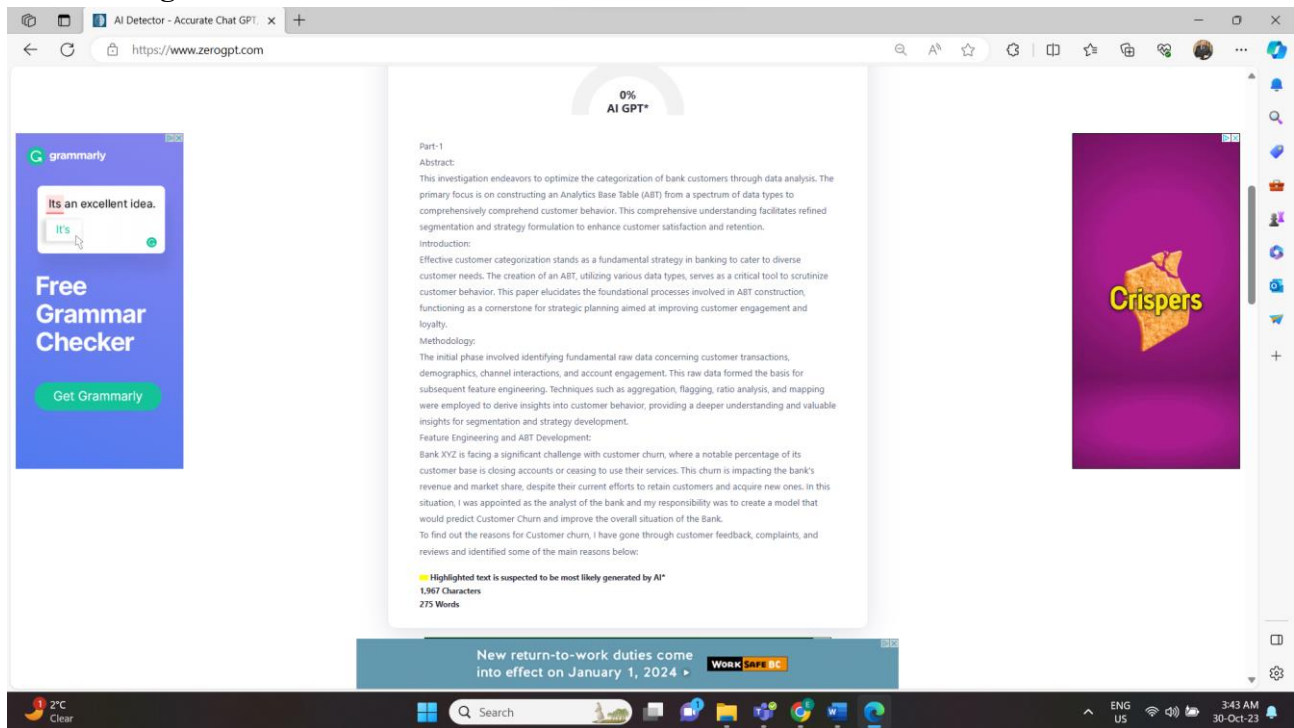 AI Detector - Accurate Chat GPT,
https://www.zerogpt.com
0%
AI GPT*
Part-1
Abstract:
This investigation endeavors to optimize the categorization of bank customers through data analysis. The
primary focus is on constructing an Analytics Base Table (ABT) from a spectrum of data types to
comprehensively comprehend customer behavior. This comprehensive understanding facilitates refined
segmentation and strategy formulation to enhance customer satisfaction and retention.
Introduction:
Effective customer categorization stands as a fundamental strategy in banking to cater to diverse
customer needs. The creation of an ABT, utilizing various data types, serves as a critical tool to scrutinize
customer behavior. This paper elucidates the foundational processes involved in ABT construction,
functioning as a cornerstone for strategic planning aimed at improving customer engagement and
loyalty.
Methodology:
The initial phase involved identifying fundamental raw data concerning customer transactions,
demographics, channel interactions, and account engagement. This raw data formed the basis for
subsequent feature engineering. Techniques such as aggregation, flagging, ratio analysis, and mapping
were employed to derive insights into customer behavior, providing a deeper understanding and valuable
insights for segmentation and strategy development.
Feature Engineering and ABT Development:
Bank XYZ is facing a significant challenge with customer churn, where a notable percentage of its
customer base is closing accounts or ceasing to use their services. This churn is impacting the bank's
revenue and market share, despite their current efforts to retain customers and acquire new ones. in this
situation, I was appointed as the analyst of the bank and my responsibility was to create a model that
would predict Customer Churn and improve the overall situation of the Bank.
To find out the reasons for Customer churn, I have gone through customer feedback, complaints, and
reviews and identified some of the main reasons below:
Highlighted text is suspected to be most likely generated by AI*
1,967 Characters
275 Words
grammarly
Its an excellent idea.
It's
Free
Grammar
Checker
Get Grammarly
Crispers
New return-to-work duties come
into effect on January 1, 2024
WORK SAFE BC
1
2°C
Clear
Search
ENG
US
3:43 AM
30-Oct-23